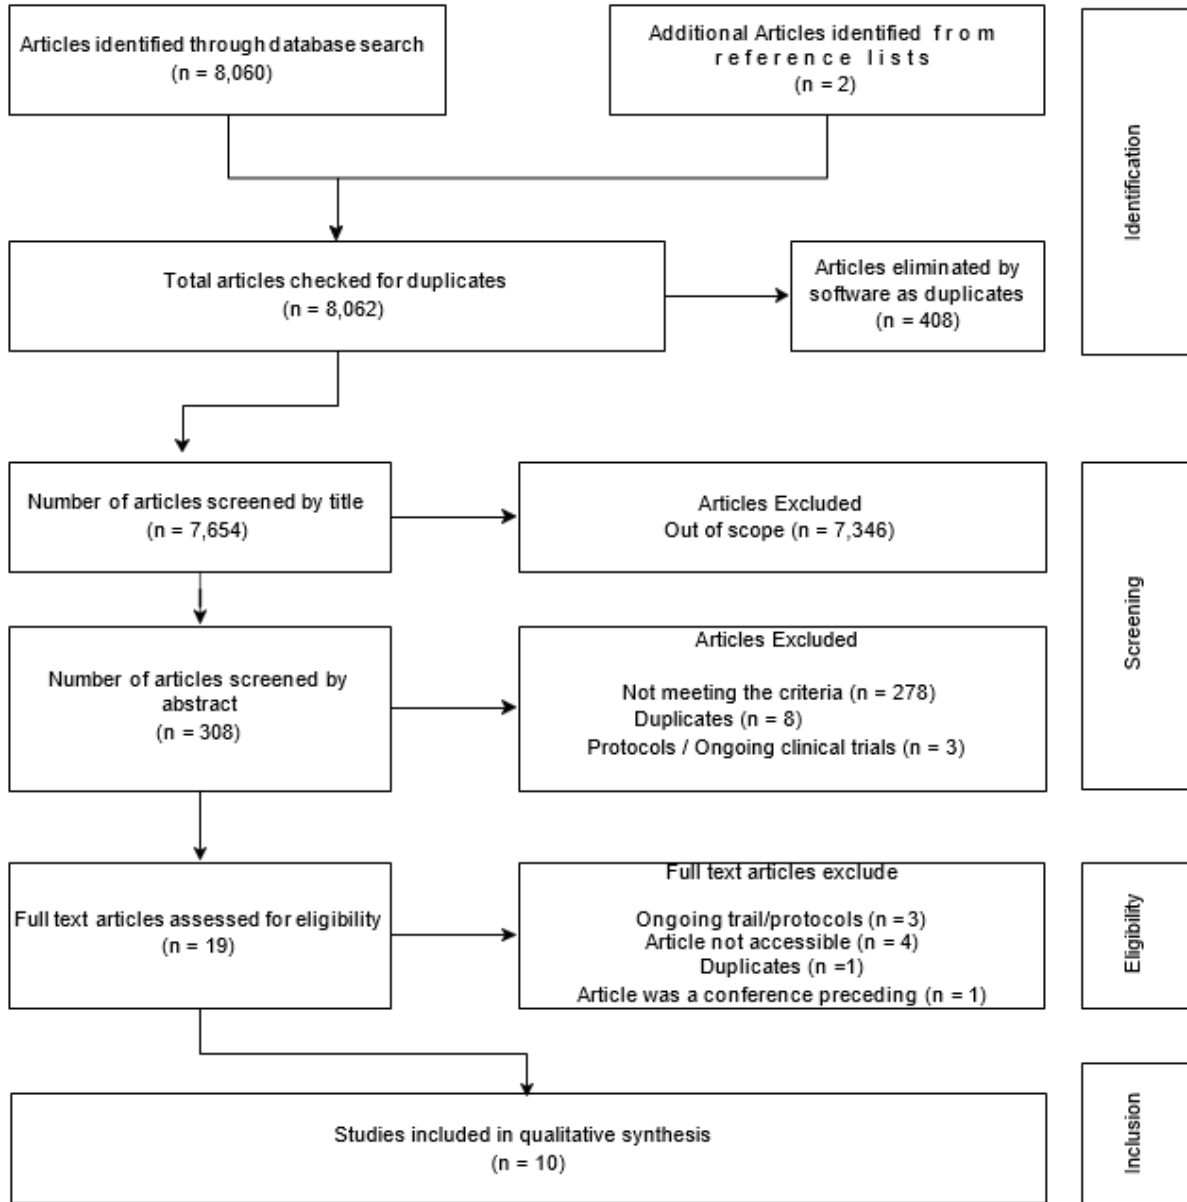 Articles identified through database search
(n = 8,060)
Additional Articles identified from
reference lists
(n = 2)
Identification
Total articles checked for duplicates
(n = 8,062)
Articles eliminated by
software as duplicates
(n = 408)
Number of articles screened by title
(n = 7,654)
Articles Excluded
Out of scope (n = 7,346)
Screening
Number of articles screened by
abstract
(n = 308)
Articles Excluded
Not meeting the criteria (n = 278)
Duplicates (n = 8)
Protocols / Ongoing clinical trials (n = 3)
Full text articles assessed for eligibility
(n = 19)
Full text articles exclude
Ongoing trail/protocols (n = 3)
Article not accessible (n = 4)
Duplicates (n =1)
Article was a conference preceding (n = 1)
Eligibility
Studies included in qualitative synthesis
(n = 10)
Inclusion